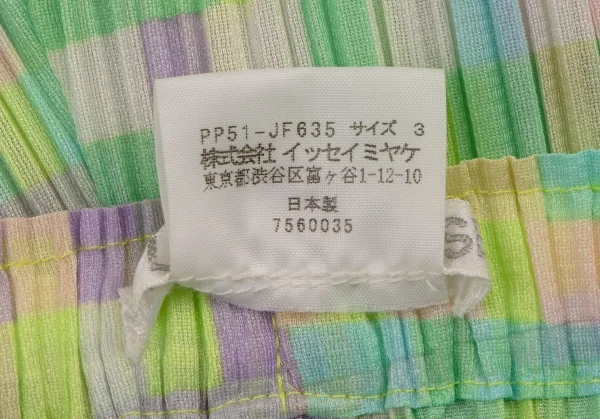 PP51-JF635 サイズ 3
株式会社 イッセイミヤケ
東京都渋谷区富ヶ谷1-12-10
日本製
7560035